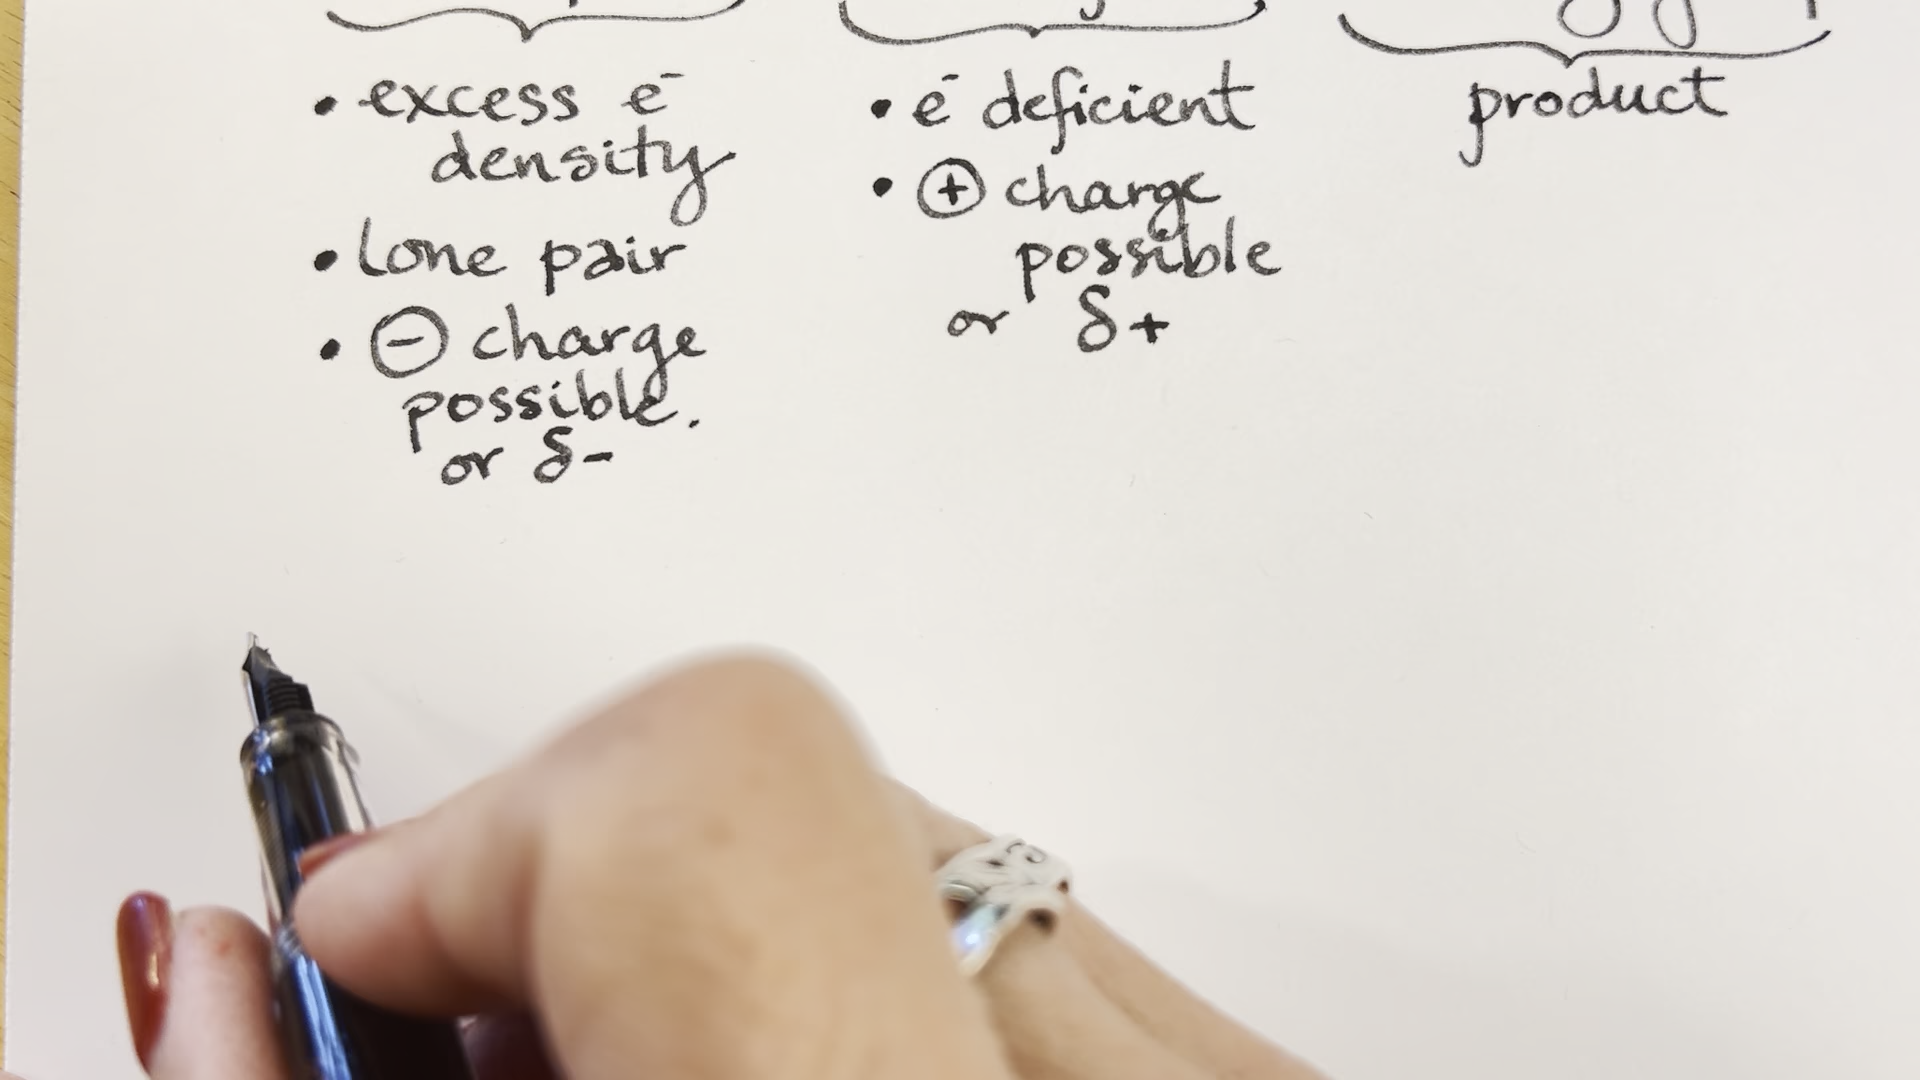 • excess e⁻
density
• Lone pair
• ⊖ charge
possible.
or δ-
• e⁻ deficient
• ⊕ charge
possible
or δ+
product